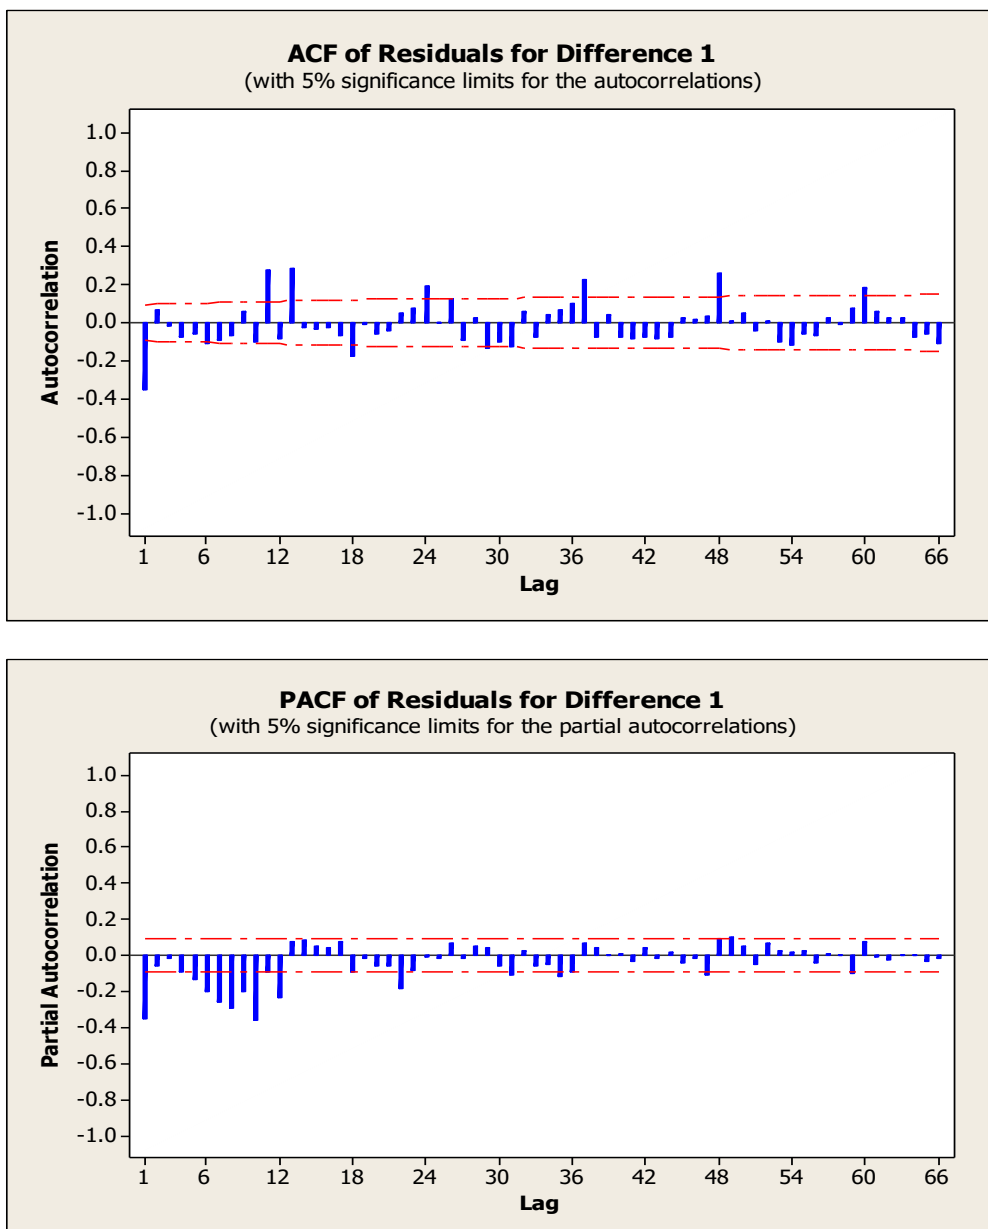 ACF of Residuals for Difference 1
(with 5% significance limits for the autocorrelations)
1.0
0.8
0.6
0.4
0.2
0.0
-0.2
-0.4
-0.6
-0.8
-1.0
Autocorrelation
1 6 12 18 24 30 36 42 48 54 60 66
Lag
PACF of Residuals for Difference 1
(with 5% significance limits for the partial autocorrelations)
1.0
0.8
0.6
0.4
0.2
0.0
-0.2
-0.4
-0.6
-0.8
-1.0
Partial Autocorrelation
1 6 12 18 24 30 36 42 48 54 60 66
Lag